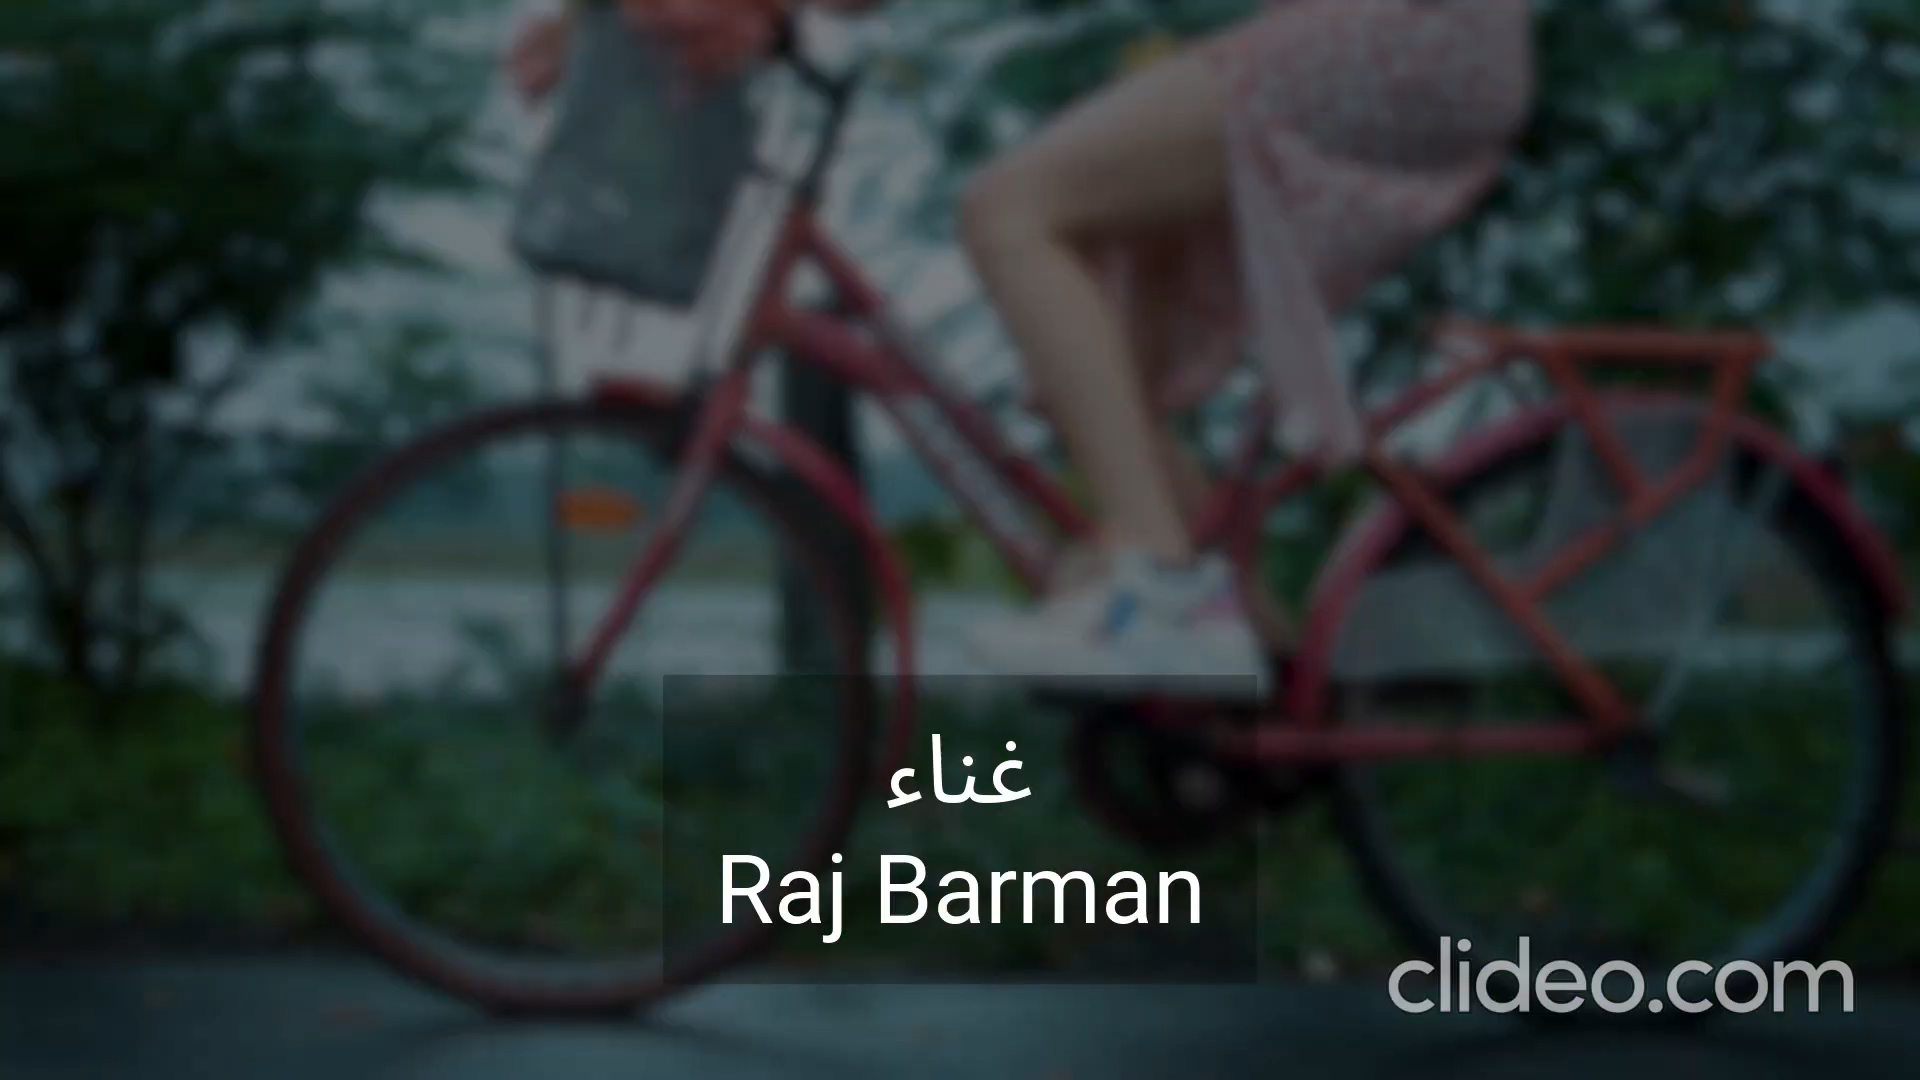 غناء
Raj Barman
clideo.com